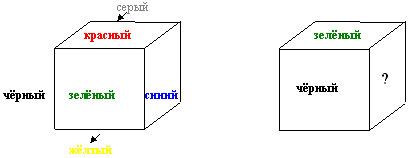 серый
красный
чёрный
зелёный
синий
жёлтый
зелёный
чёрный
?